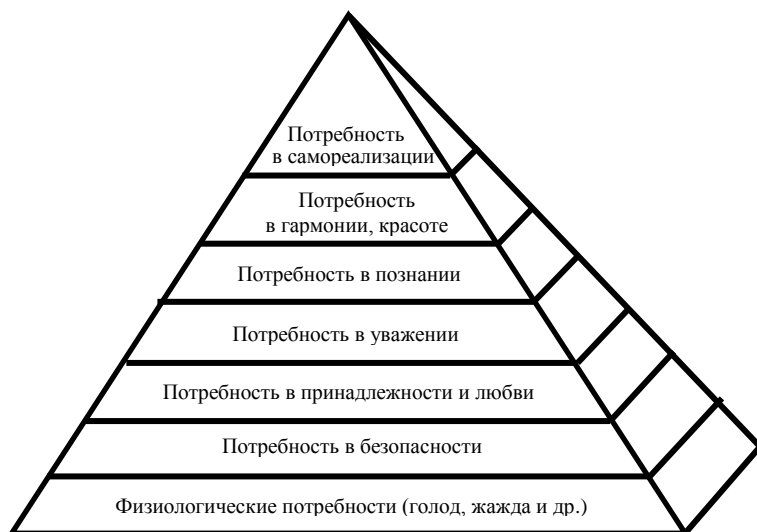 Потребность
в самореализации
Потребность
в гармонии, красоте
Потребность в познании
Потребность в уважении
Потребность в принадлежности и любви
Потребность в безопасности
Физиологические потребности (голод, жажда и др.)